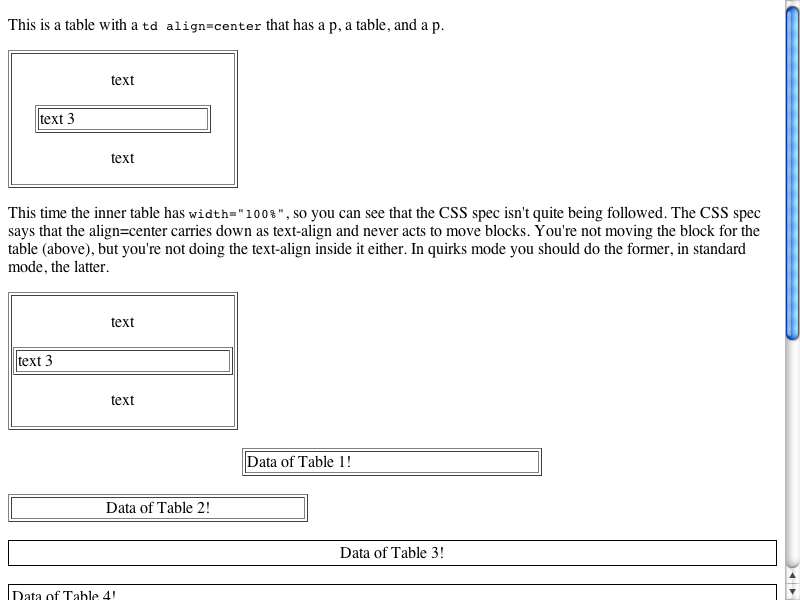 This is a table with a td align=center that has a p, a table, and a p.
text
text 3
text
This time the inner table has width="100%", so you can see that the CSS spec isn't quite being followed. The CSS spec
says that the align=center carries down as text-align and never acts to move blocks. You're not moving the block for the
table (above), but you're not doing the text-align inside it either. In quirks mode you should do the former, in standard
mode, the latter.
text
text 3
text
Data of Table 1!
Data of Table 2!
Data of Table 3!
Data of Table 4!